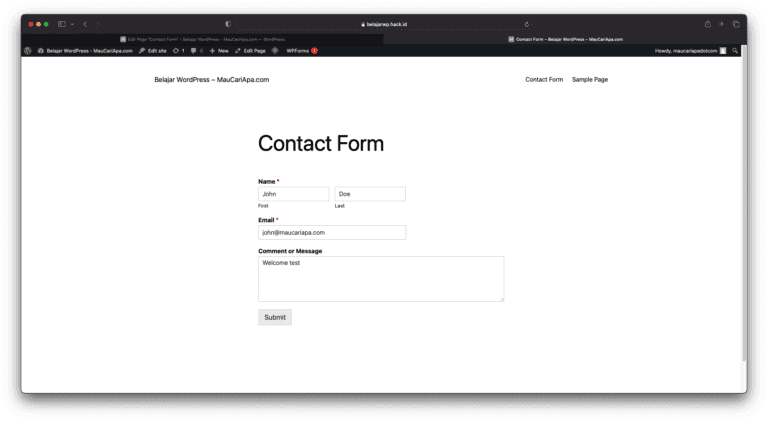 belajarwp.hack.id
Edit Page "Contact Form" ‹ Belajar WordPress - MauCariApa.com — WordPress
Contact Form – Belajar WordPress – MauCariApa.com
Belajar WordPress - MauCariApa.com Edit site 1 0 New Edit Page WPForms 1 Howdy, maucariapadotcom
Belajar WordPress – MauCariApa.com Contact Form Sample Page
Contact Form
Name *
John Doe
First Last
Email *
john@maucariapa.com
Comment or Message
Welcome test
Submit